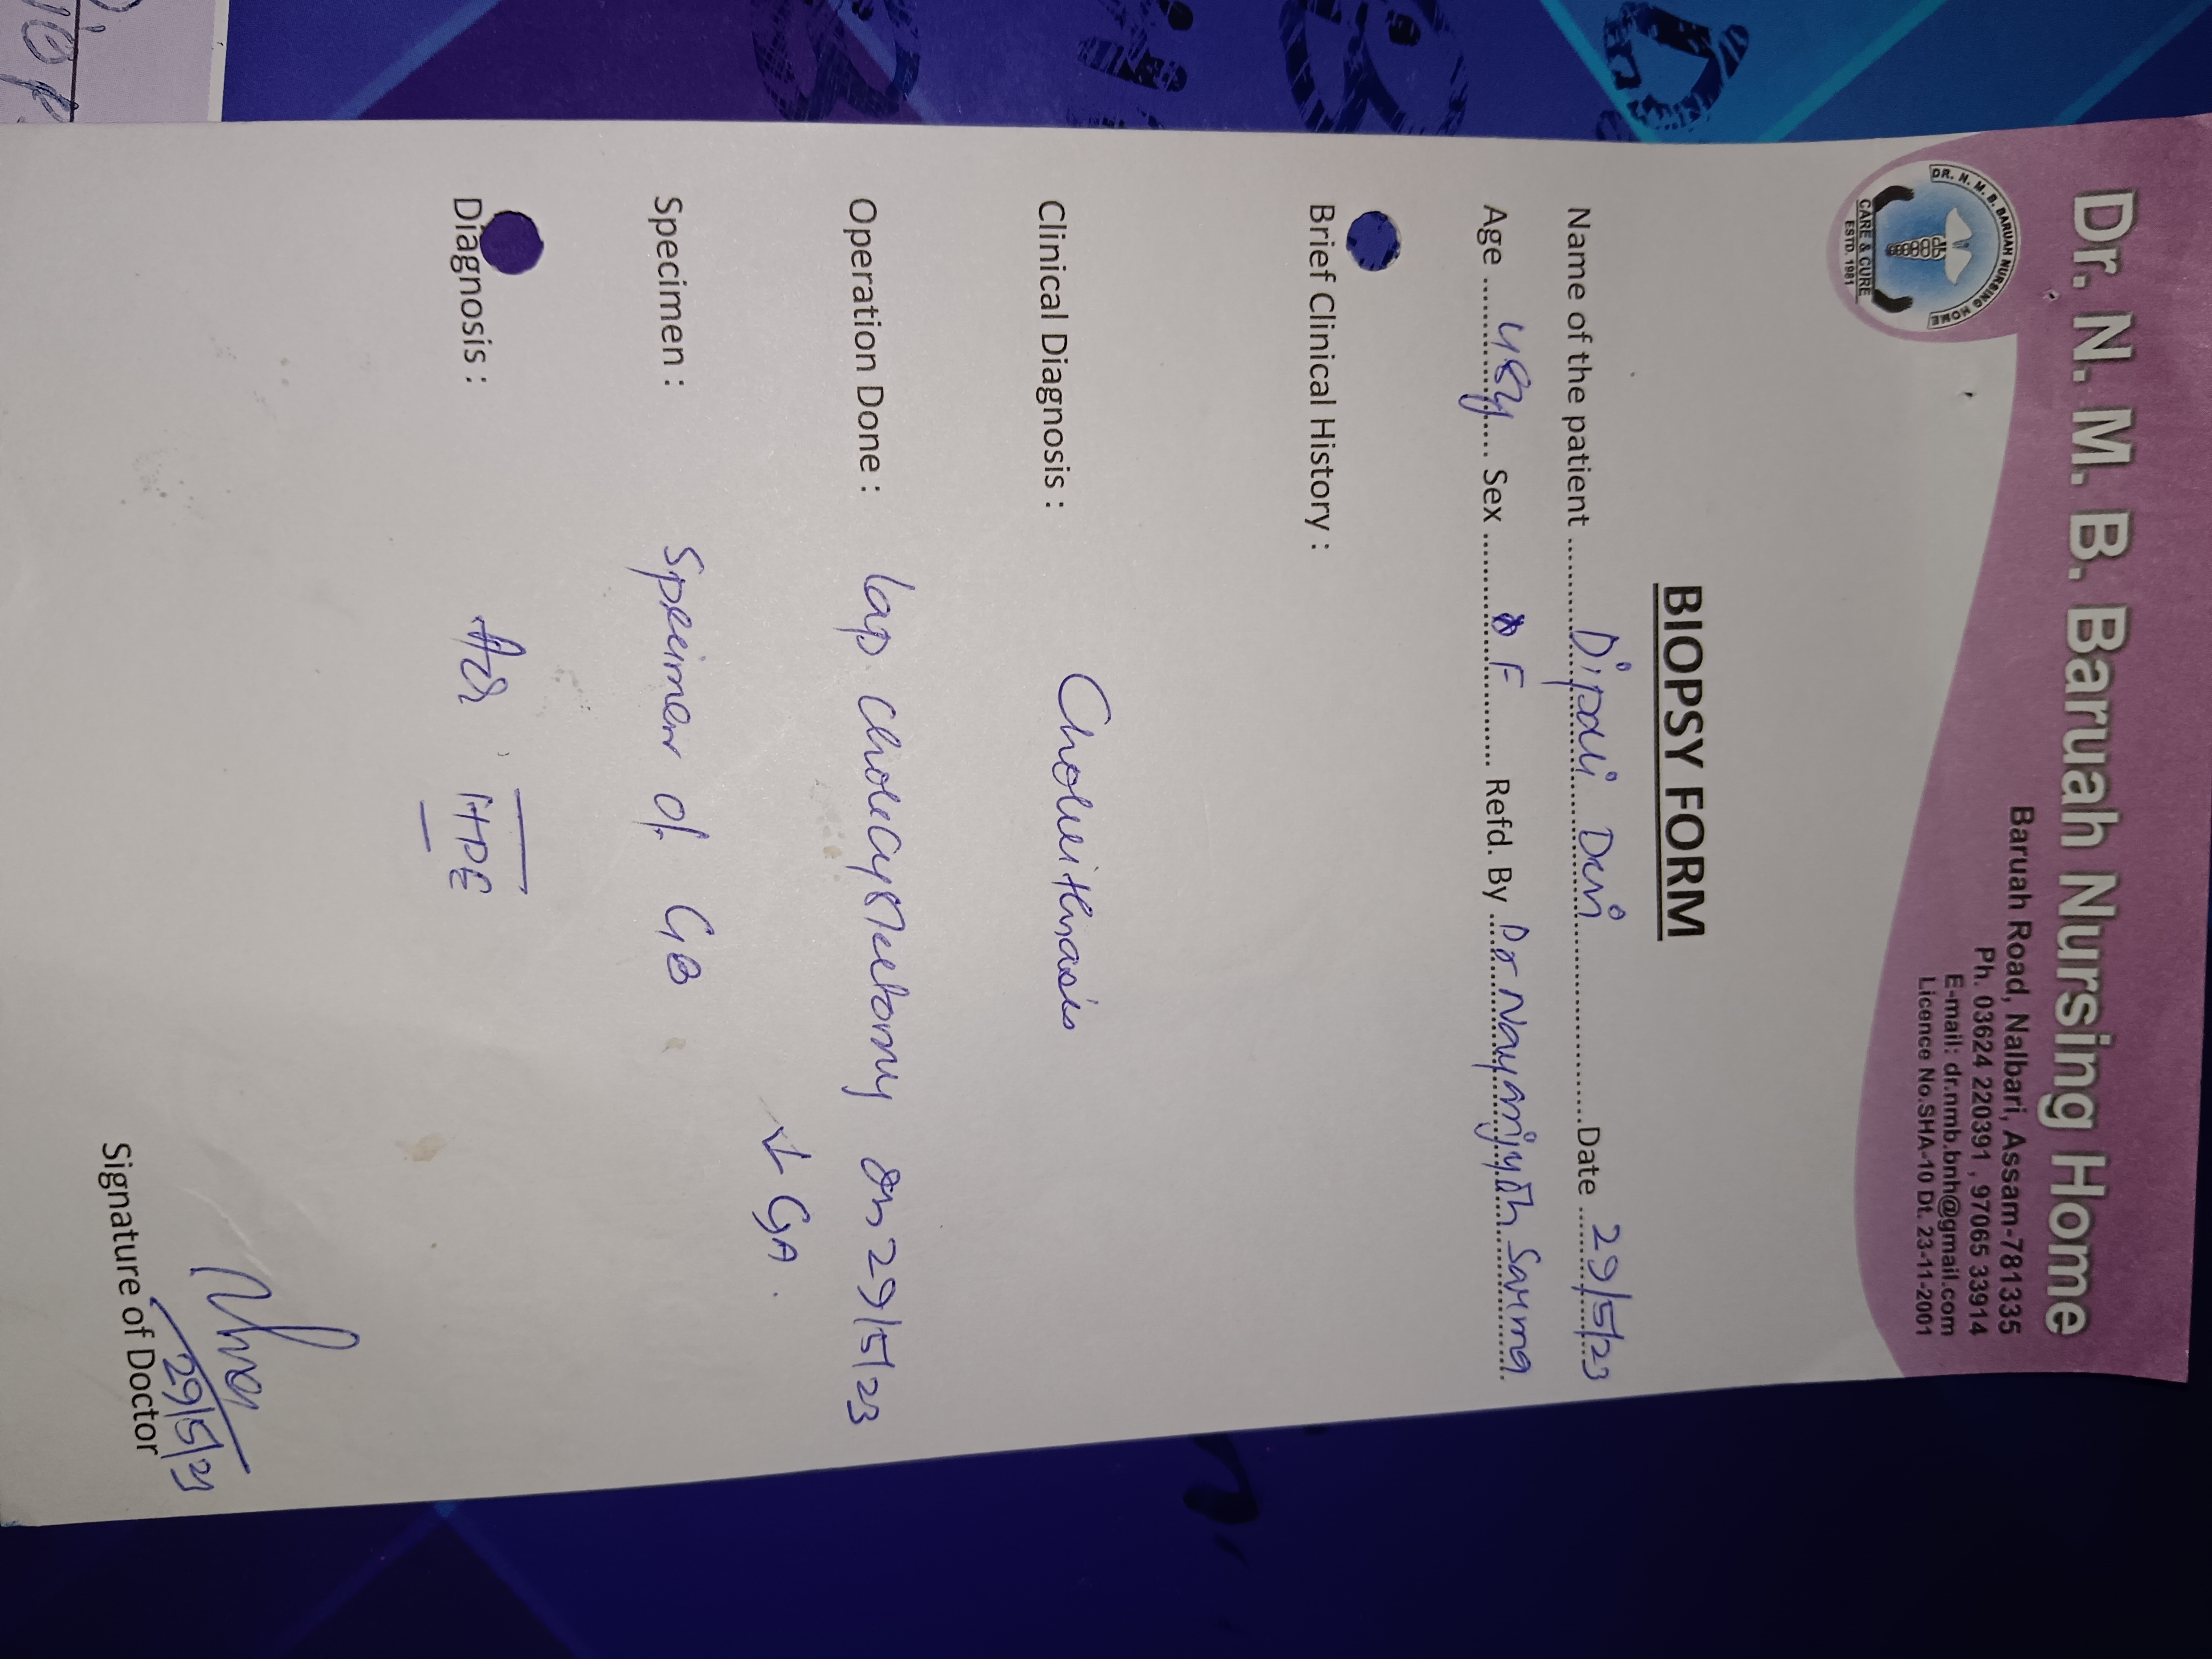 Dr. N. M. B. Baruah Nursing Home
Baruah Road, Nalbari, Assam-781335
Ph. 03624 220391 , 97065 33914
E-mail: dr.nmb.bnh@gmail.com
Licence No.SHA-10 Dt. 23-11-2001
DR. N. M. B. BARUAH NURSING HOME
CARE & CURE
ESTD. 1981
BIOPSY FORM
Name of the patient Dipali Devi Date 29/5/23
Age 48y Sex F Refd. By Dr Nayanjyoti Sarma
Brief Clinical History :
Clinical Diagnosis : Cholelithiasis
Operation Done : lap. cholecystectomy on 29/5/23
↓ GA.
Specimen : Specimen of GB
Diagnosis : HPE
29/5/23
Signature of Doctor